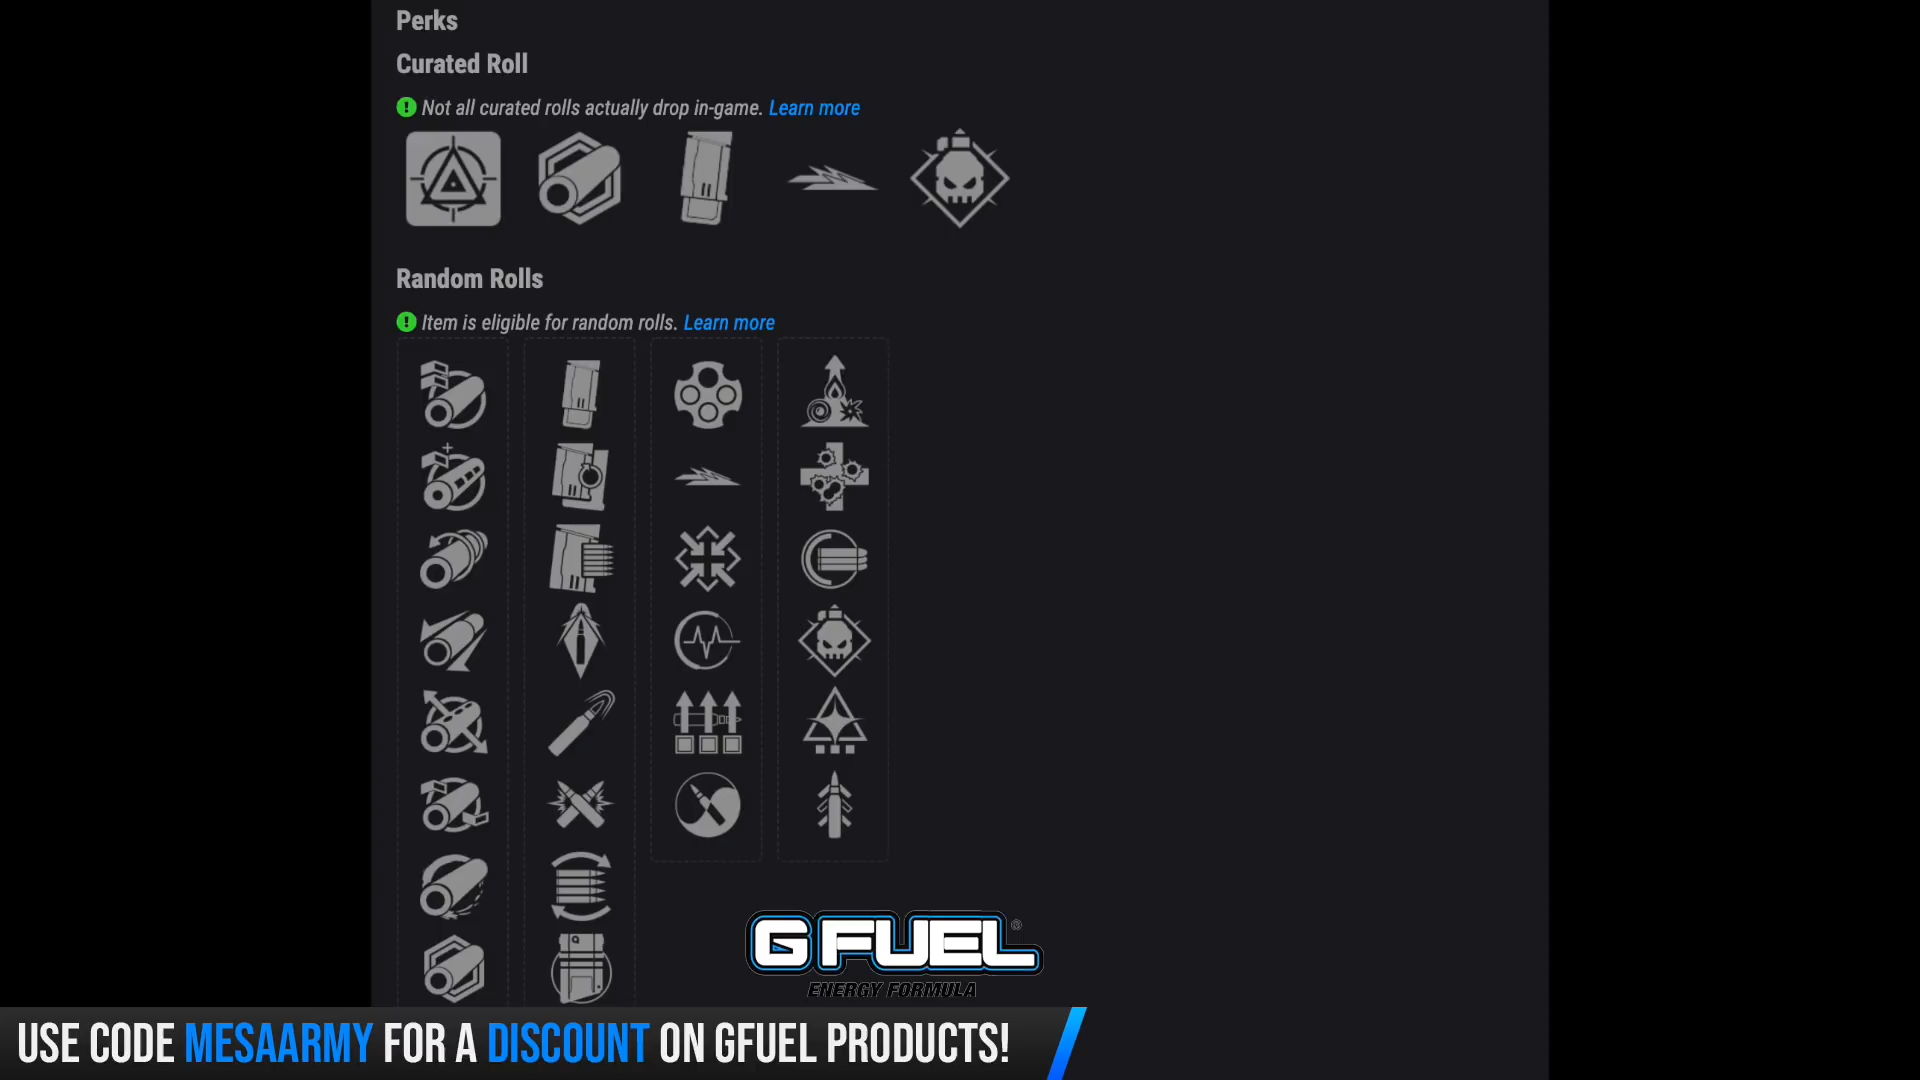 Perks
Curated Roll
Not all curated rolls actually drop in-game. Learn more
Random Rolls
Item is eligible for random rolls. Learn more
G FUEL®
ENERGY FORMULA
USE CODE MESAARMY FOR A DISCOUNT ON GFUEL PRODUCTS!